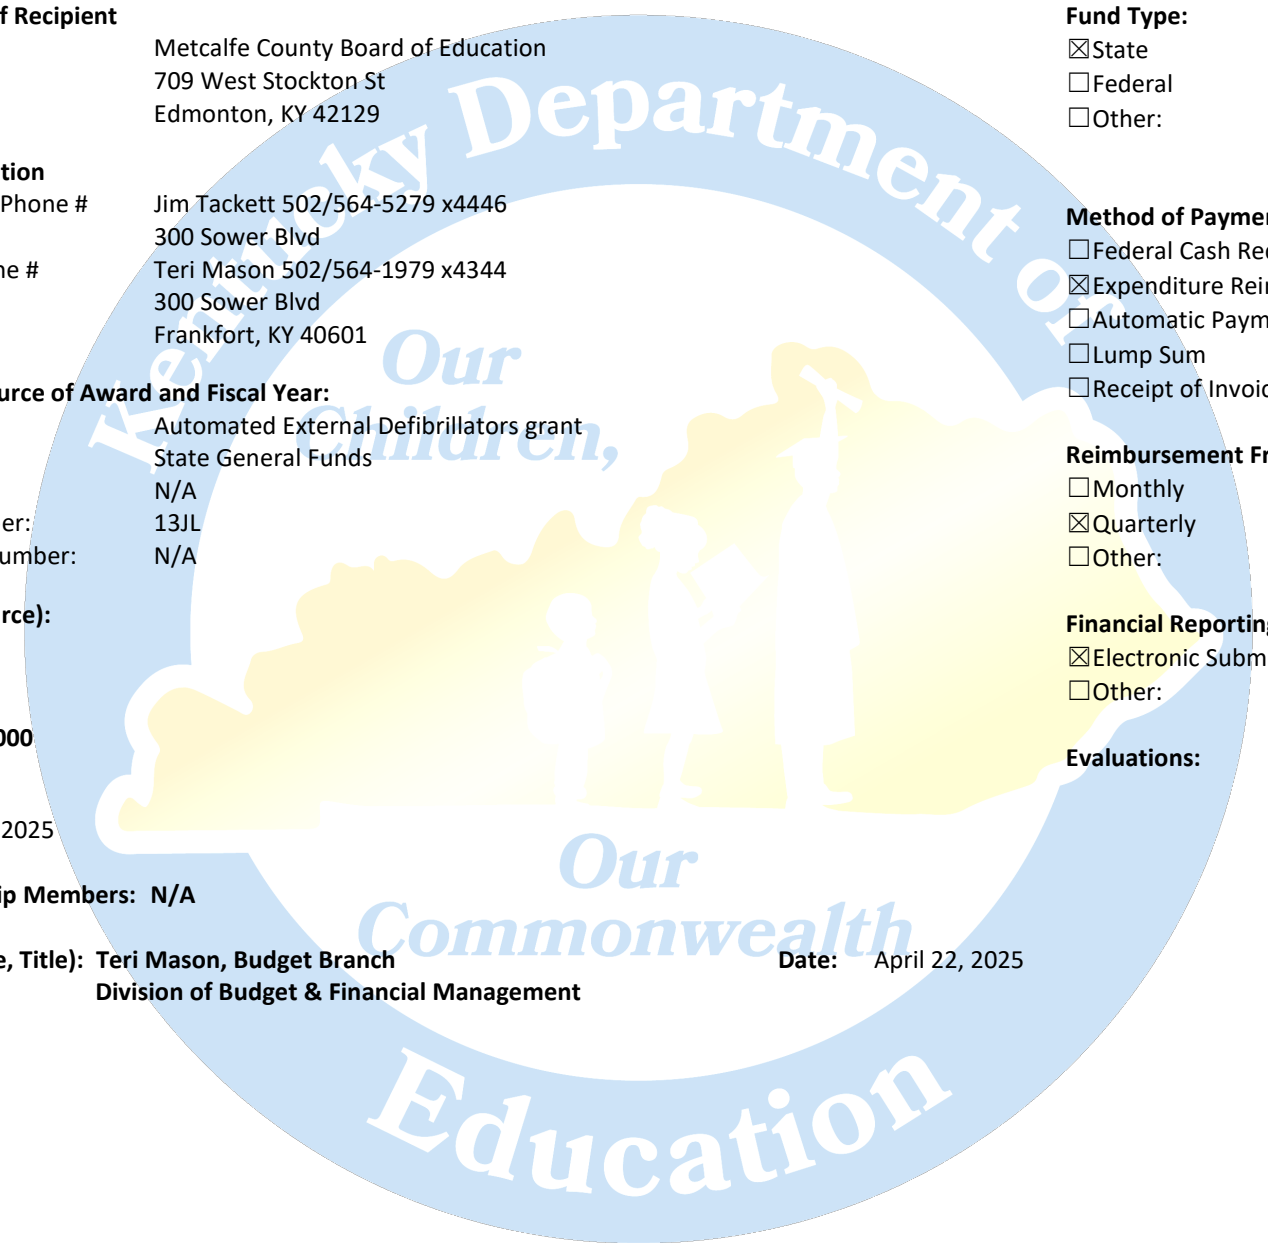 f Recipient
Metcalfe County Board of Education
709 West Stockton St
Edmonton, KY 42129
tion
Phone # Jim Tackett 502/564-5279 x4446
300 Sower Blvd
ne # Teri Mason 502/564-1979 x4344
300 Sower Blvd
Frankfort, KY 40601
urce of Award and Fiscal Year:
Automated External Defibrillators grant
State General Funds
N/A
er: 13JL
umber: N/A
rce):
000
2025
ip Members: N/A
e, Title): Teri Mason, Budget Branch
Division of Budget & Financial Management
Date: April 22, 2025
Fund Type:
☒State
☐Federal
☐Other:
Method of Paymen
☐Federal Cash Req
☒Expenditure Reim
☐Automatic Paym
☐Lump Sum
☐Receipt of Invoic
Reimbursement Fr
☐Monthly
☒Quarterly
☐Other:
Financial Reporting
☒Electronic Subm
☐Other:
Evaluations:
Kentucky Department of
Education
Our
Children,
Our
Commonwealth